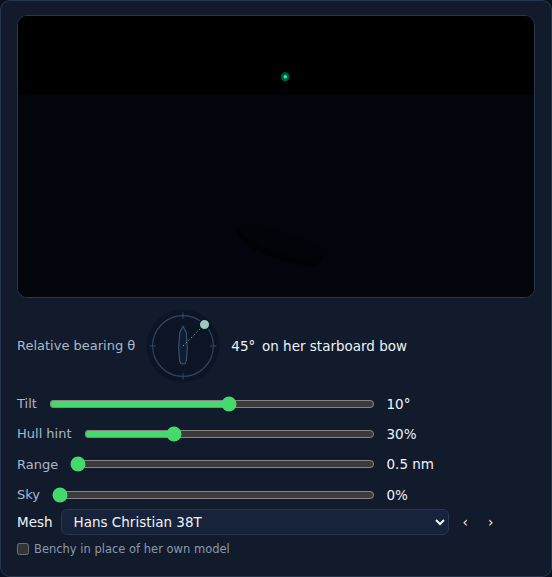 Relative bearing θ 45° on her starboard bow
Tilt 10°
Hull hint 30%
Range 0.5 nm
Sky 0%
Mesh Hans Christian 38T ‹ ›
Benchy in place of her own model